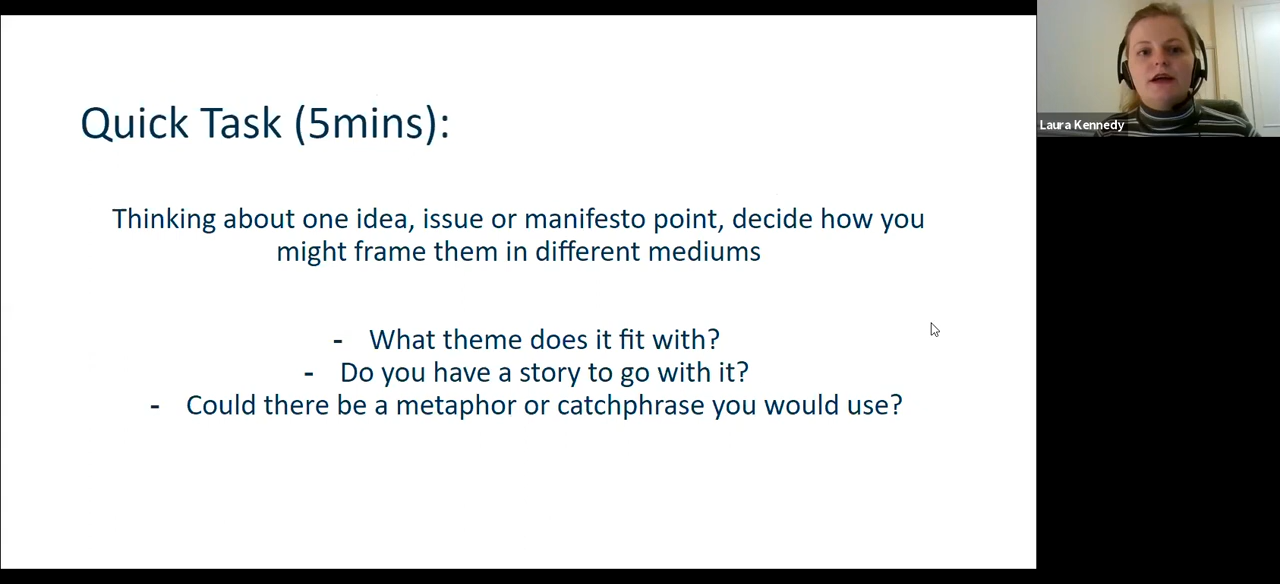 Quick Task (5mins):
Thinking about one idea, issue or manifesto point, decide how you
might frame them in different mediums
- What theme does it fit with?
- Do you have a story to go with it?
- Could there be a metaphor or catchphrase you would use?
Laura Kennedy